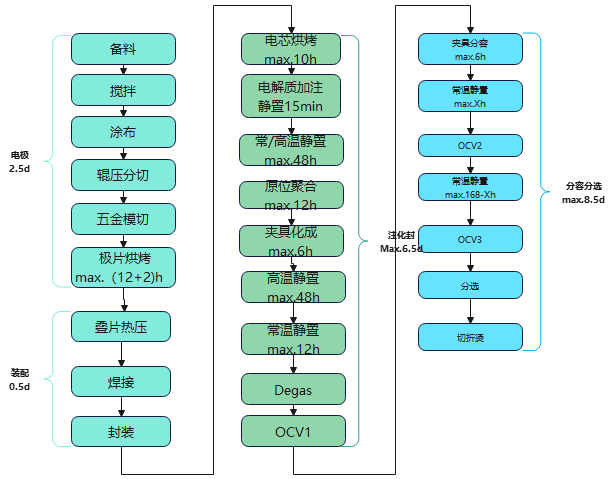 电极
2.5d
备料
搅拌
涂布
辊压分切
五金模切
极片烘烤
max.（12+2)h
装配
0.5d
叠片热压
焊接
封装
电芯烘烤
max.10h
电解质加注
静置15min
常/高温静置
max.48h
原位聚合
max.12h
夹具化成
max.6h
高温静置
max.48h
常温静置
max.12h
Degas
OCV1
注化封
Max.6.5d
夹具分容
max.6h
常温静置
max.Xh
OCV2
常温静置
max.168-Xh
OCV3
分选
切折烫
分容分选
max.8.5d